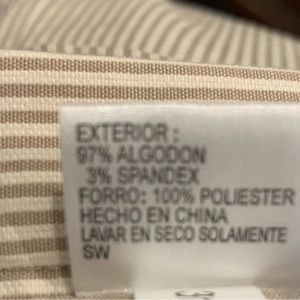 EXTERIOR :
97% ALGODON
3% SPANDEX
FORRO: 100% POLIESTER
HECHO EN CHINA
LAVAR EN SECO SOLAMENTE
SW